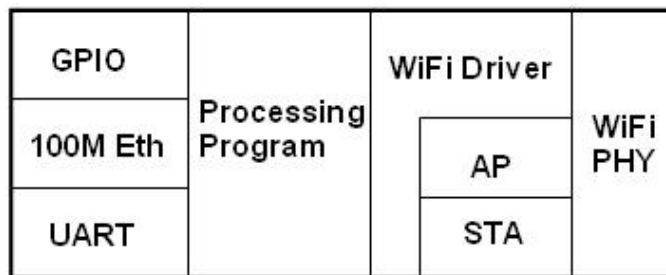 GPIO
100M Eth
UART
Processing
Program
WiFi Driver
AP
STA
WiFi
PHY